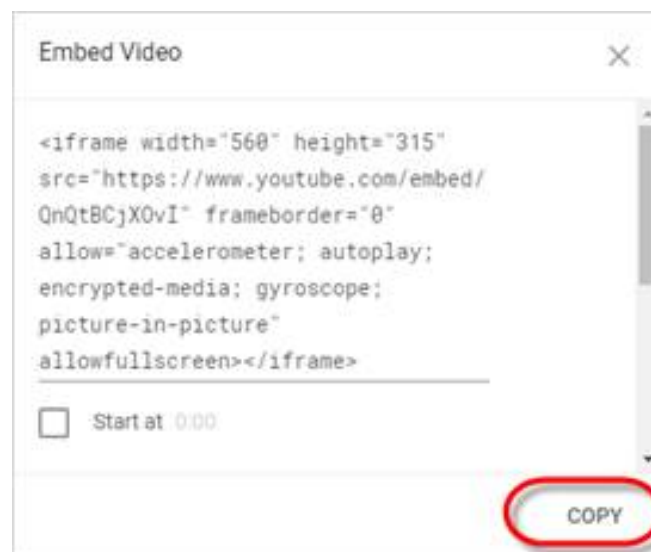 Embed Video
<iframe width="560" height="315"
src="https://www.youtube.com/embed/
QnQtBCjXOvI" frameborder="0"
allow="accelerometer; autoplay;
encrypted-media; gyroscope;
picture-in-picture"
allowfullscreen></iframe>
Start at 0:00
COPY